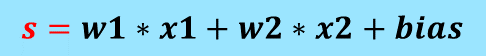 s = w1 * x1 + w2 * x2 + bias